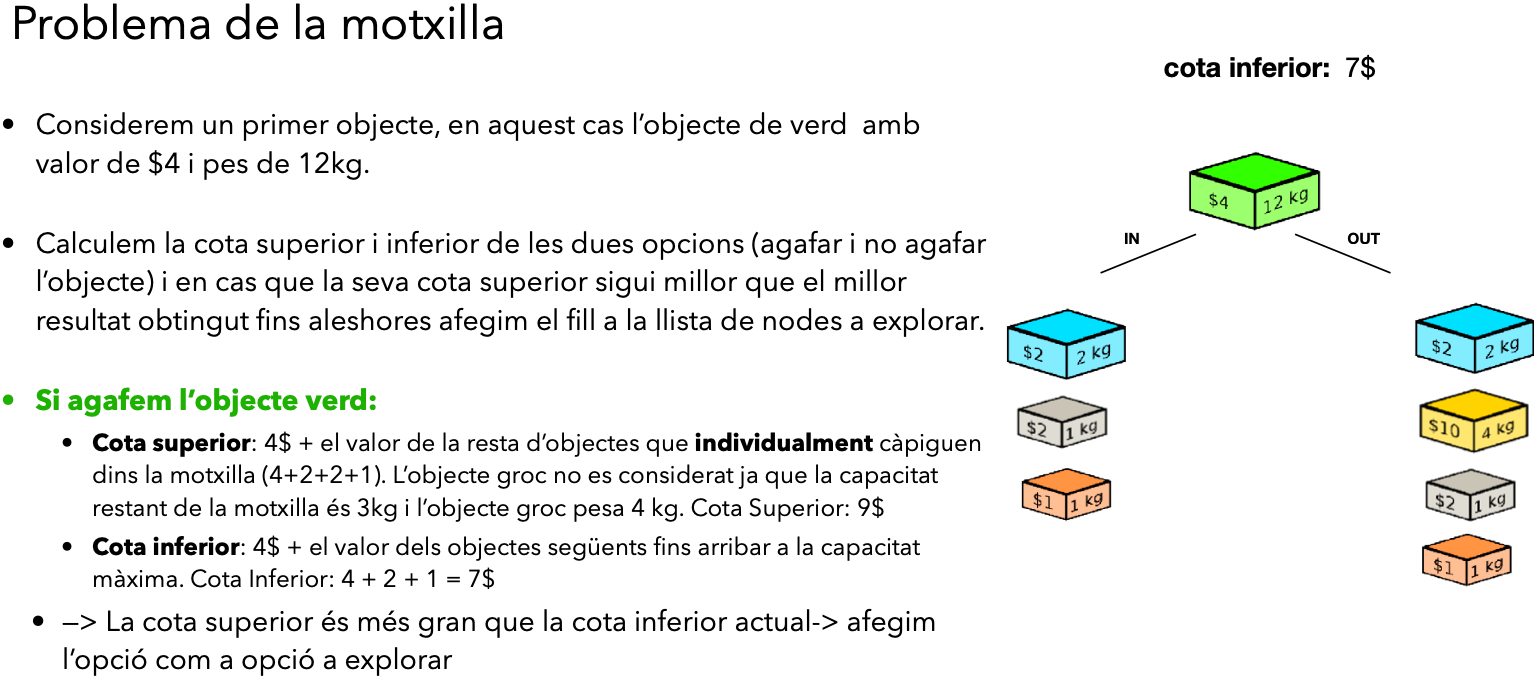 Problema de la motxilla
• Considerem un primer objecte, en aquest cas l’objecte de verd amb
valor de $4 i pes de 12kg.
• Calculem la cota superior i inferior de les dues opcions (agafar i no agafar
l’objecte) i en cas que la seva cota superior sigui millor que el millor
resultat obtingut fins aleshores afegim el fill a la llista de nodes a explorar.
• Si agafem l’objecte verd:
• Cota superior: 4$ + el valor de la resta d’objectes que individualment càpiguen
dins la motxilla (4+2+2+1). L’objecte groc no es considerat ja que la capacitat
restant de la motxilla és 3kg i l’objecte groc pesa 4 kg. Cota Superior: 9$
• Cota inferior: 4$ + el valor dels objectes següents fins arribar a la capacitat
màxima. Cota Inferior: 4 + 2 + 1 = 7$
• —> La cota superior és més gran que la cota inferior actual-> afegim
l’opció com a opció a explorar
cota inferior: 7$
$4 12 kg
IN OUT
$2 2 kg
$2 1 kg
$1 1 kg
$2 2 kg
$10 4 kg
$2 1 kg
$1 1 kg